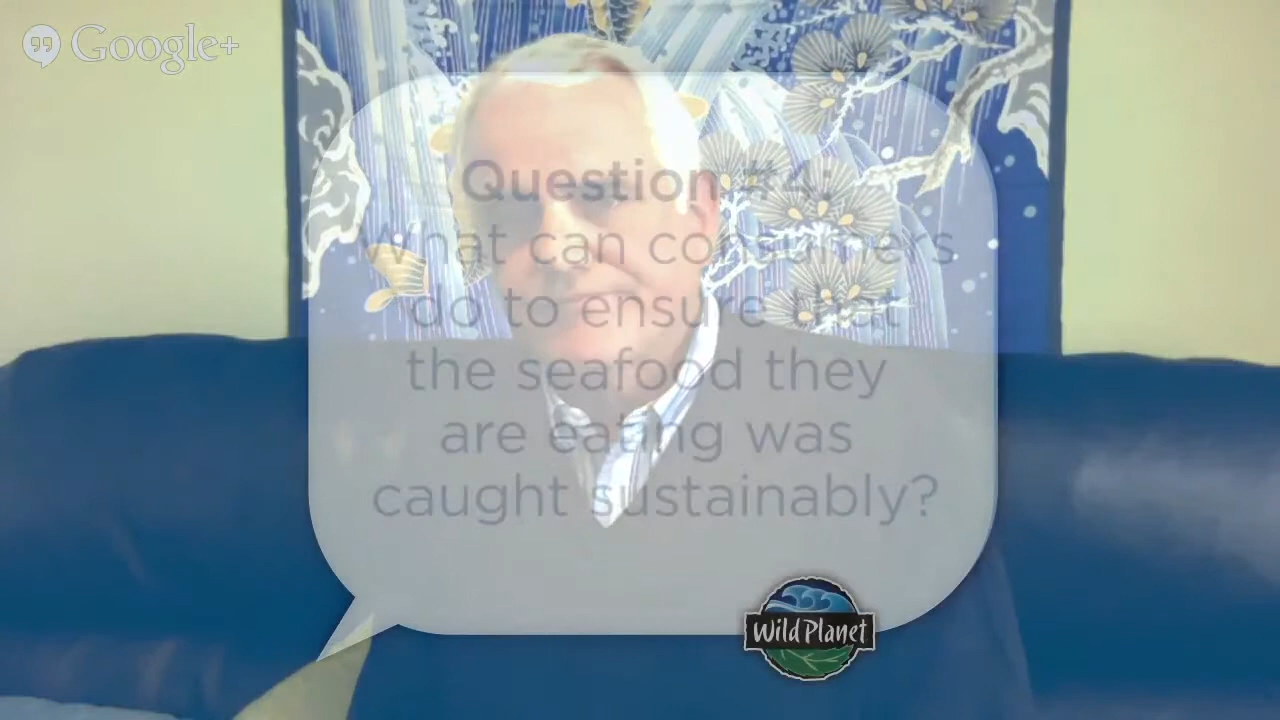 Google+
Question #4:
What can consumers
do to ensure that
the seafood they
are eating was
caught sustainably?
Wild Planet